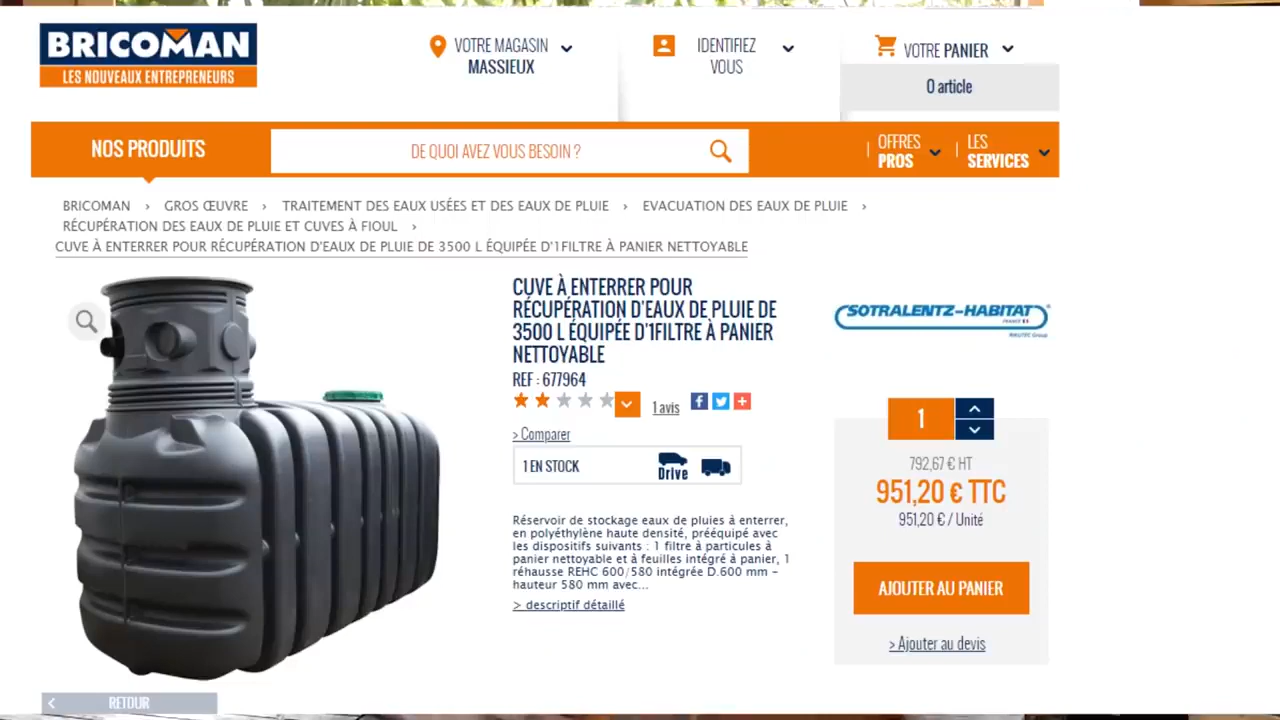 BRICOMAN
LES NOUVEAUX ENTREPRENEURS
VOTRE MAGASIN
MASSIEUX
IDENTIFIEZ
VOUS
VOTRE PANIER
0 article
NOS PRODUITS
DE QUOI AVEZ VOUS BESOIN ?
OFFRES
PROS
LES
SERVICES
BRICOMAN › GROS ŒUVRE › TRAITEMENT DES EAUX USÉES ET DES EAUX DE PLUIE › EVACUATION DES EAUX DE PLUIE ›
RÉCUPÉRATION DES EAUX DE PLUIE ET CUVES À FIOUL ›
CUVE À ENTERRER POUR RÉCUPÉRATION D'EAUX DE PLUIE DE 3500 L ÉQUIPÉE D'1FILTRE À PANIER NETTOYABLE
CUVE À ENTERRER POUR
RÉCUPÉRATION D'EAUX DE PLUIE DE
3500 L ÉQUIPÉE D'1FILTRE À PANIER
NETTOYABLE
REF : 677964
1 avis
> Comparer
1 EN STOCK
Drive
Réservoir de stockage eaux de pluies à enterrer,
en polyéthylène haute densité, prééquipé avec
les dispositifs suivants : 1 filtre à particules à
panier nettoyable et à feuilles intégré à panier, 1
réhausse REHC 600/580 intégrée D.600 mm -
hauteur 580 mm avec...
> descriptif détaillé
SOTRALENTZ-HABITAT
1
792,67 € HT
951,20 € TTC
951,20 € / Unité
AJOUTER AU PANIER
> Ajouter au devis
RETOUR